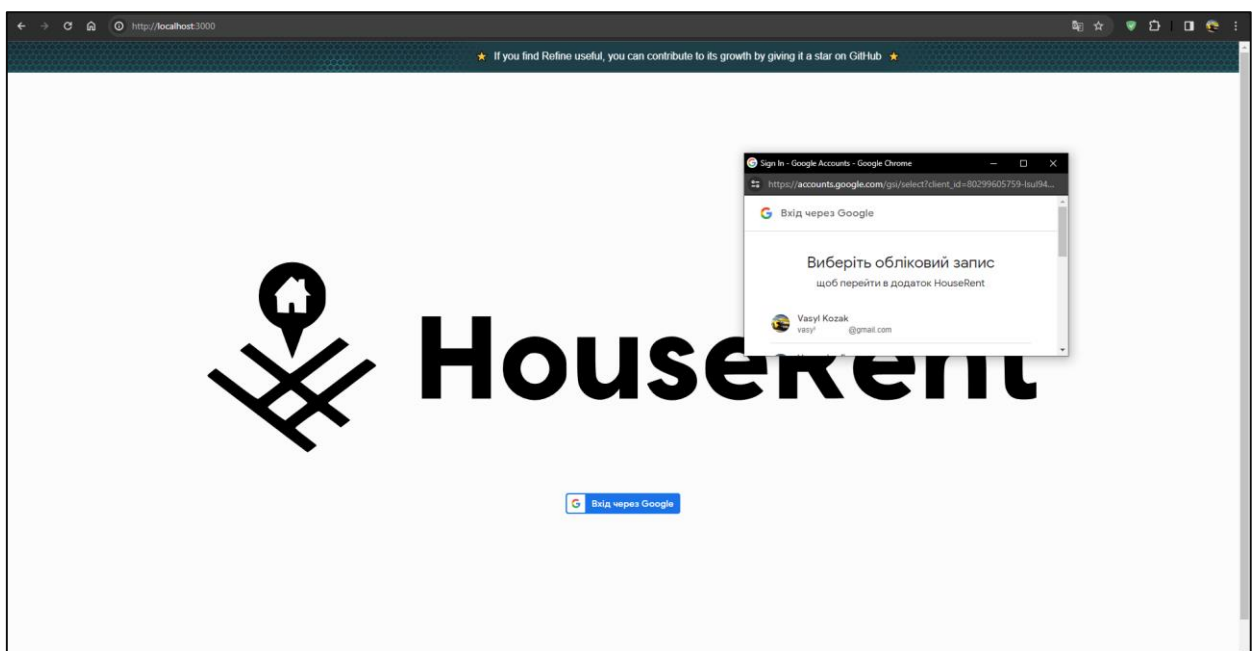 http://localhost:3000
★ If you find Refine useful, you can contribute to its growth by giving it a star on GitHub ★
Sign In - Google Accounts - Google Chrome
https://accounts.google.com/gsi/select?client_id=80299605759-lsul94...
Вхід через Google
Виберіть обліковий запис
щоб перейти в додаток HouseRent
Vasyl Kozak
vasyl @gmail.com
HouseRent
Вхід через Google